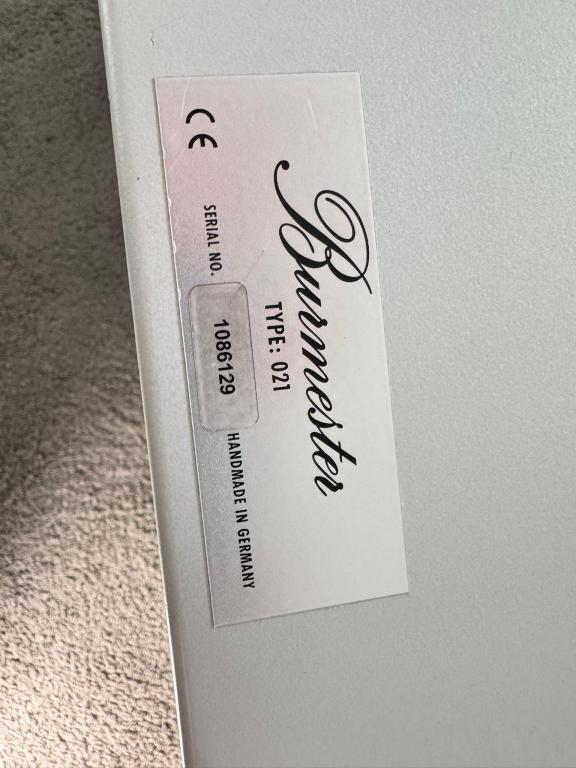 Burmester
TYPE: 021
CE
SERIAL NO. 1086129 HANDMADE IN GERMANY